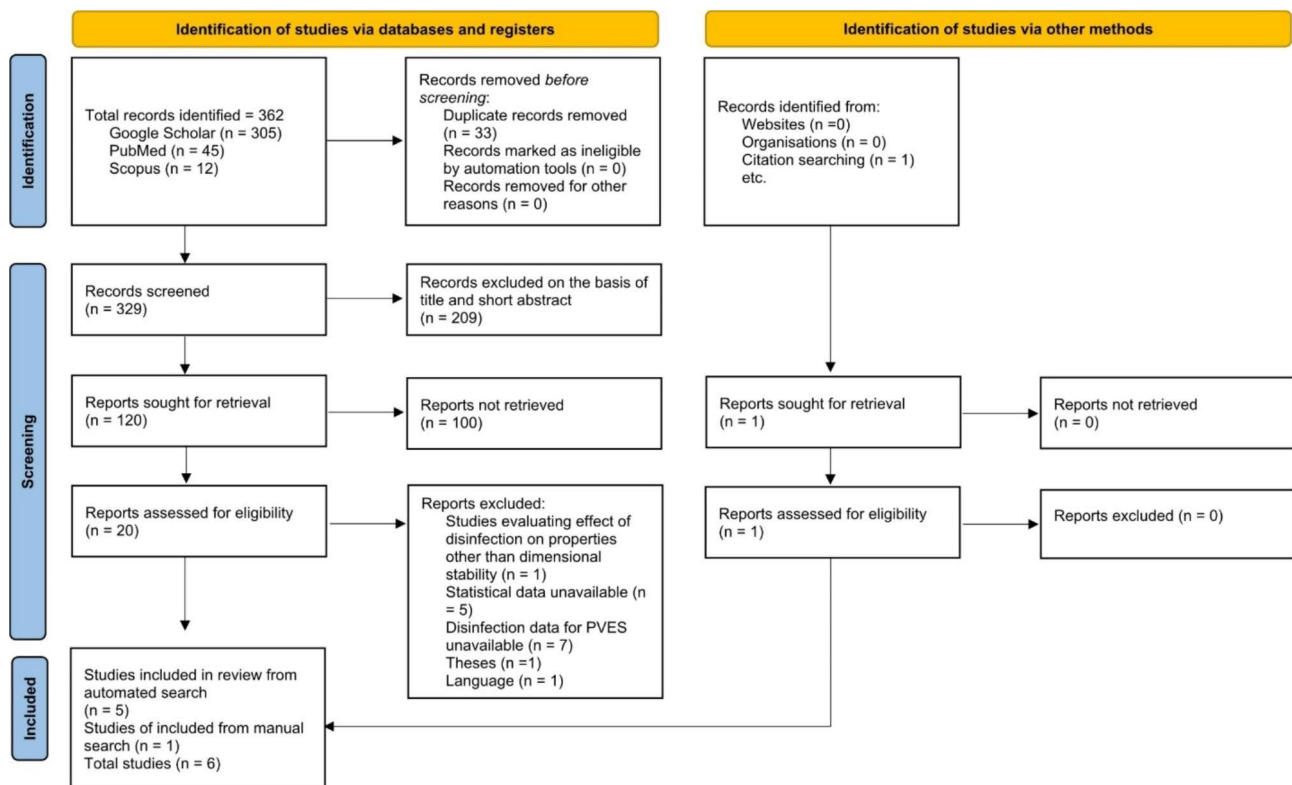 Identification of studies via databases and registers
Identification of studies via other methods
Identification
Total records identified = 362
Google Scholar (n = 305)
PubMed (n = 45)
Scopus (n = 12)
Records removed before
screening:
Duplicate records removed
(n = 33)
Records marked as ineligible
by automation tools (n = 0)
Records removed for other
reasons (n = 0)
Records identified from:
Websites (n =0)
Organisations (n = 0)
Citation searching (n = 1)
etc.
Screening
Records screened
(n = 329)
Records excluded on the basis of
title and short abstract
(n = 209)
Reports sought for retrieval
(n = 120)
Reports not retrieved
(n = 100)
Reports sought for retrieval
(n = 1)
Reports not retrieved
(n = 0)
Reports assessed for eligibility
(n = 20)
Reports excluded:
Studies evaluating effect of
disinfection on properties
other than dimensional
stability (n = 1)
Statistical data unavailable (n
= 5)
Disinfection data for PVES
unavailable (n = 7)
Theses (n =1)
Language (n = 1)
Reports assessed for eligibility
(n = 1)
Reports excluded (n = 0)
Included
Studies included in review from
automated search
(n = 5)
Studies of included from manual
search (n = 1)
Total studies (n = 6)